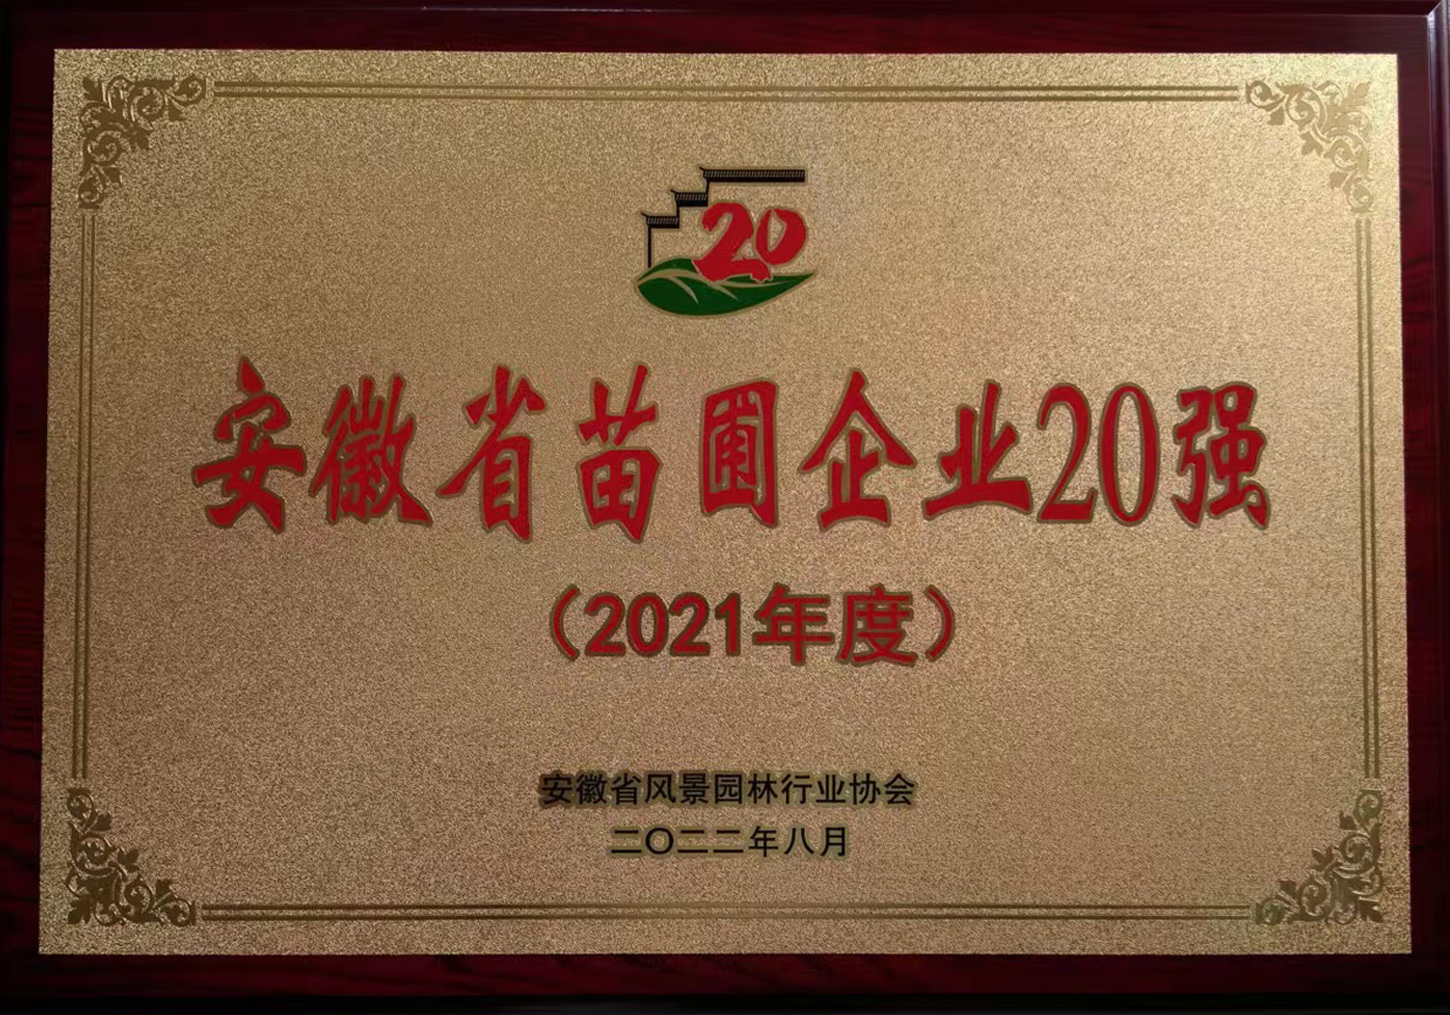 20
安徽省苗圃企业20强
（2021年度）
安徽省风景园林行业协会
二〇二二年八月